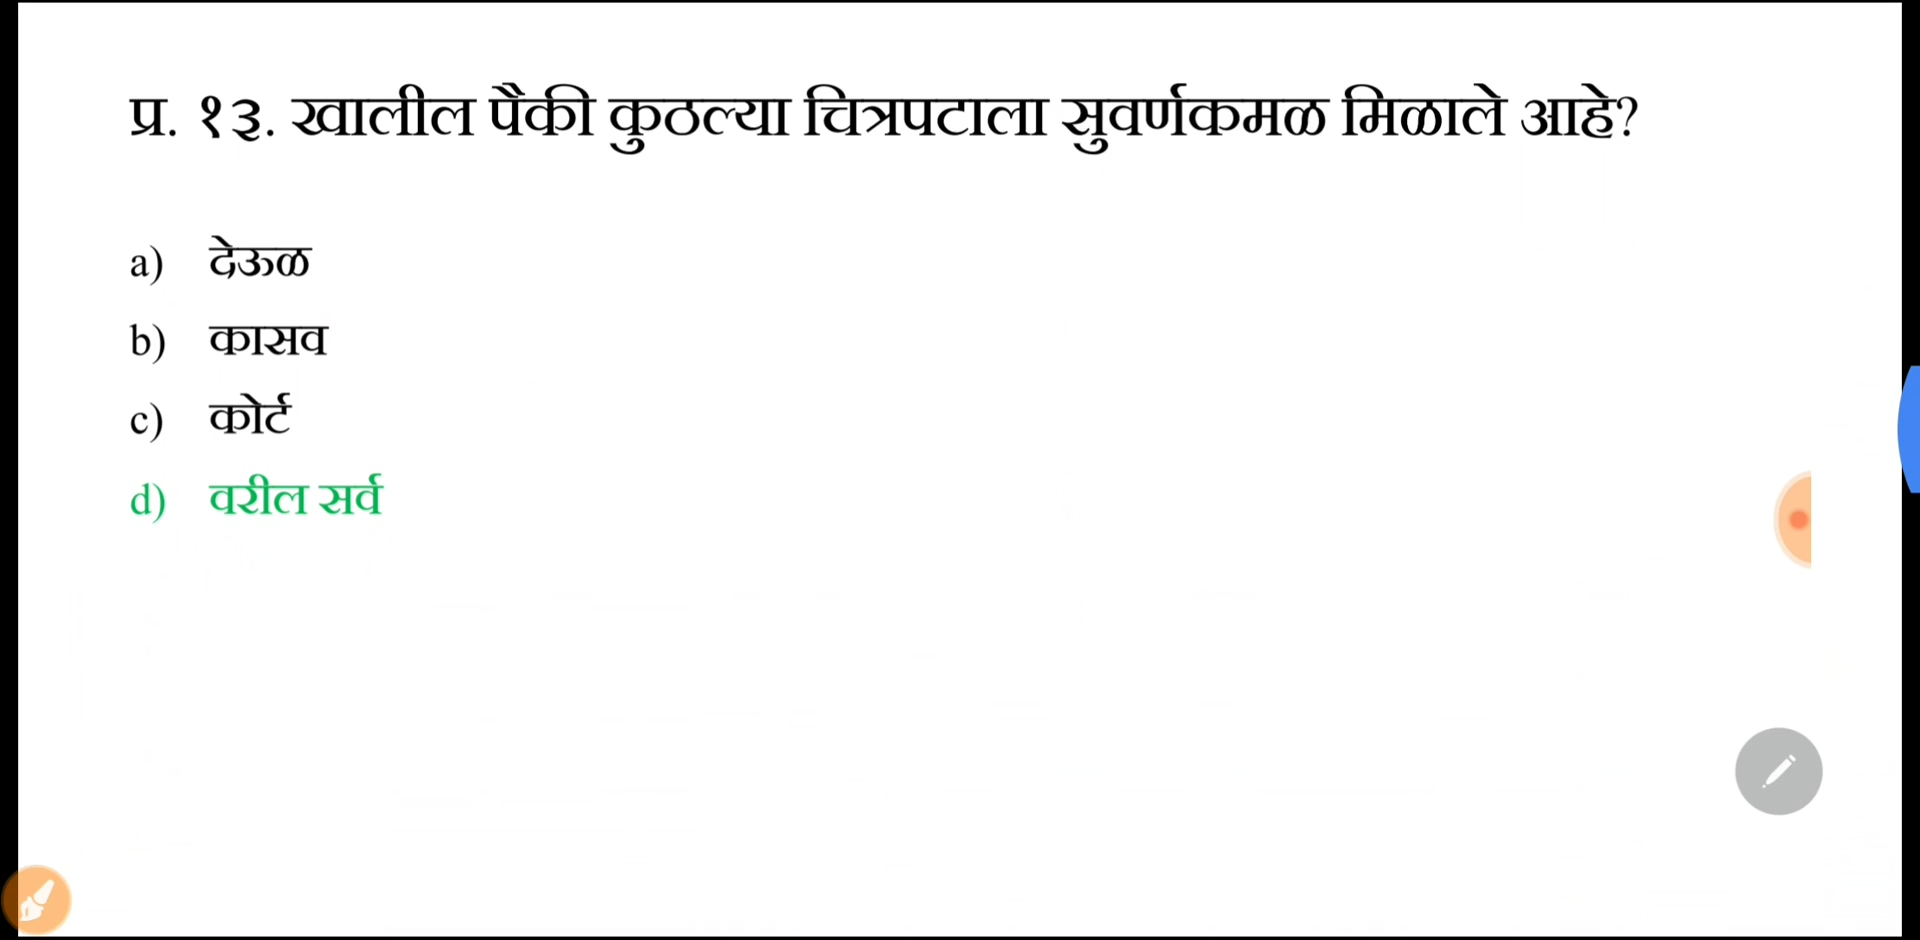 प्र. १३. खालील पैकी कुठल्या चित्रपटाला सुवर्णकमळ मिळाले आहे?
a) देऊळ
b) कासव
c) कोर्ट
d) वरील सर्व